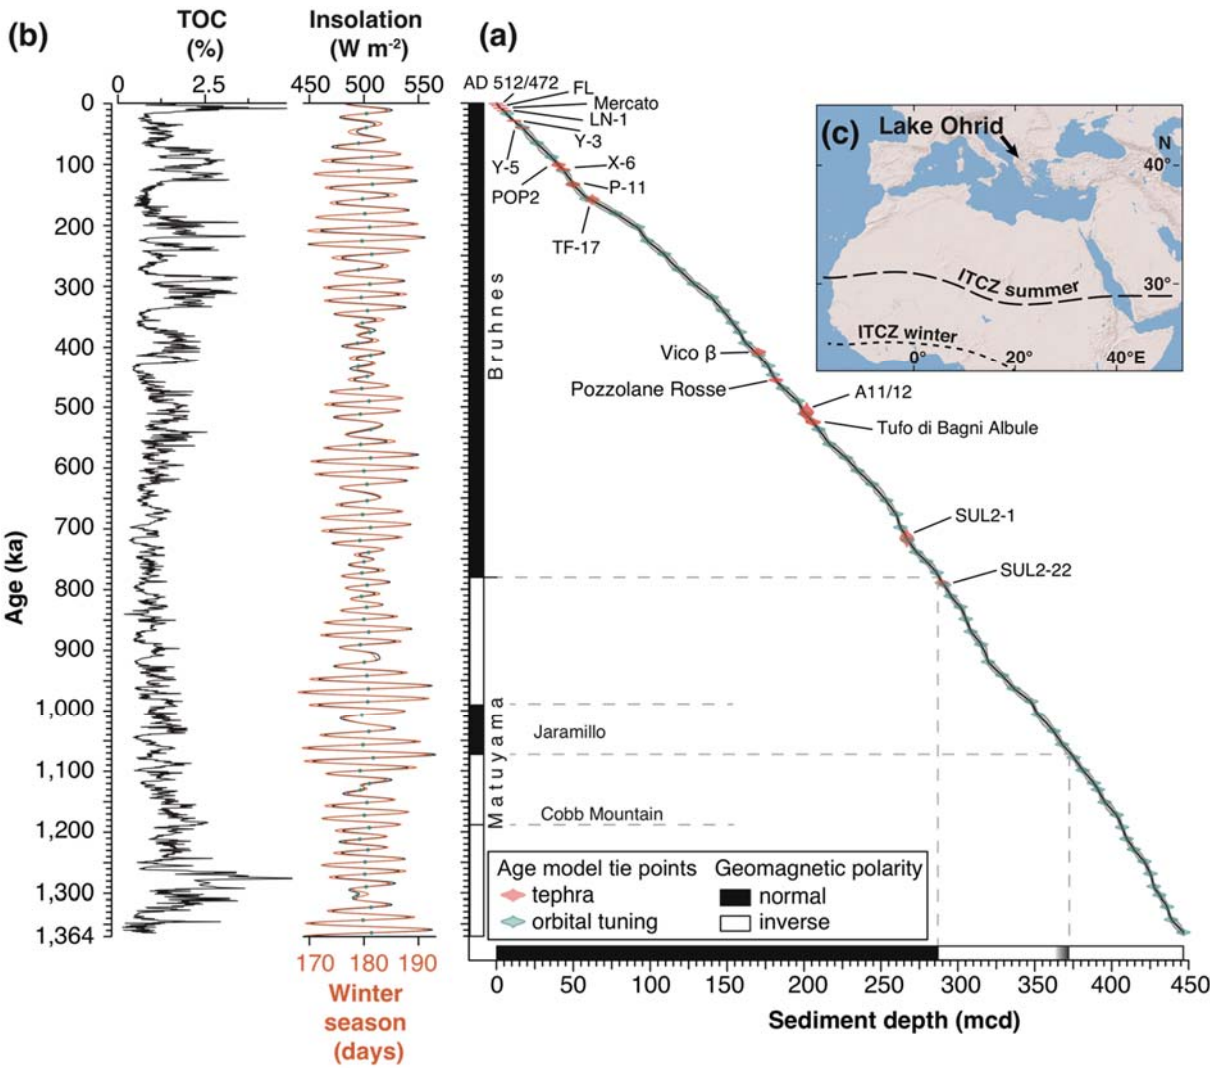 (b)
TOC
(%)
Insolation
(W m-2)
(a)
0
2.5
450
500
550
0
100
200
300
400
500
600
700
800
900
1,000
1,100
1,200
1,300
1,364
Age (ka)
170
180
190
Winter
season
(days)
AD 512/472
FL
Mercato
LN-1
Y-3
Y-5
X-6
POP2
P-11
TF-17
Vico β
Pozzolane Rosse
A11/12
Tufo di Bagni Albule
SUL2-1
SUL2-22
Bruhnes
Matuyama
Jaramillo
Cobb Mountain
(c)
Lake Ohrid
N
40°
30°
ITCZ summer
ITCZ winter
0°
20°
40°E
Age model tie points
tephra
orbital tuning
Geomagnetic polarity
normal
inverse
0
50
100
150
200
250
300
350
400
450
Sediment depth (mcd)